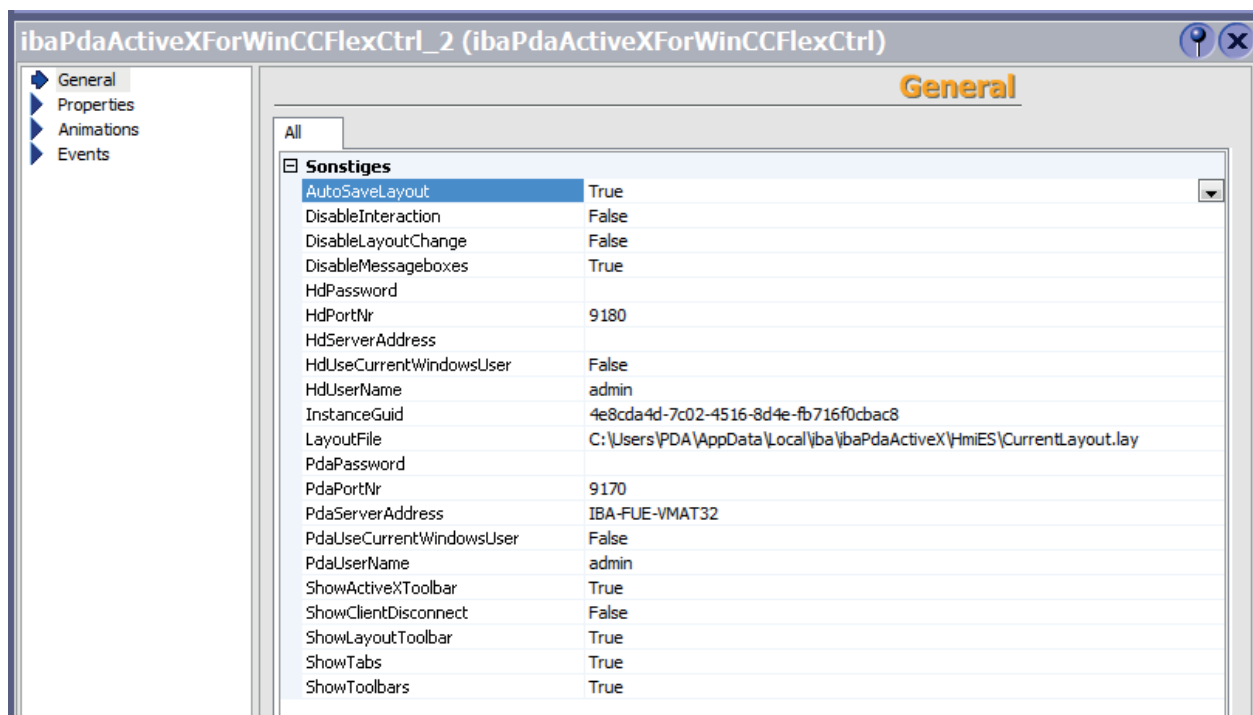 ibaPdaActiveXForWinCCFlexCtrl_2 (ibaPdaActiveXForWinCCFlexCtrl)
General
Properties
Animations
Events
General
All
Sonstiges
AutoSaveLayout True
DisableInteraction False
DisableLayoutChange False
DisableMessageboxes True
HdPassword
HdPortNr 9180
HdServerAddress
HdUseCurrentWindowsUser False
HdUserName admin
InstanceGuid 4e8cda4d-7c02-4516-8d4e-fb716f0cbac8
LayoutFile C:\Users\PDA\AppData\Local\iba\ibaPdaActiveX\HmiES\CurrentLayout.lay
PdaPassword
PdaPortNr 9170
PdaServerAddress IBA-FUE-VMAT32
PdaUseCurrentWindowsUser False
PdaUserName admin
ShowActiveXToolbar True
ShowClientDisconnect False
ShowLayoutToolbar True
ShowTabs True
ShowToolbars True